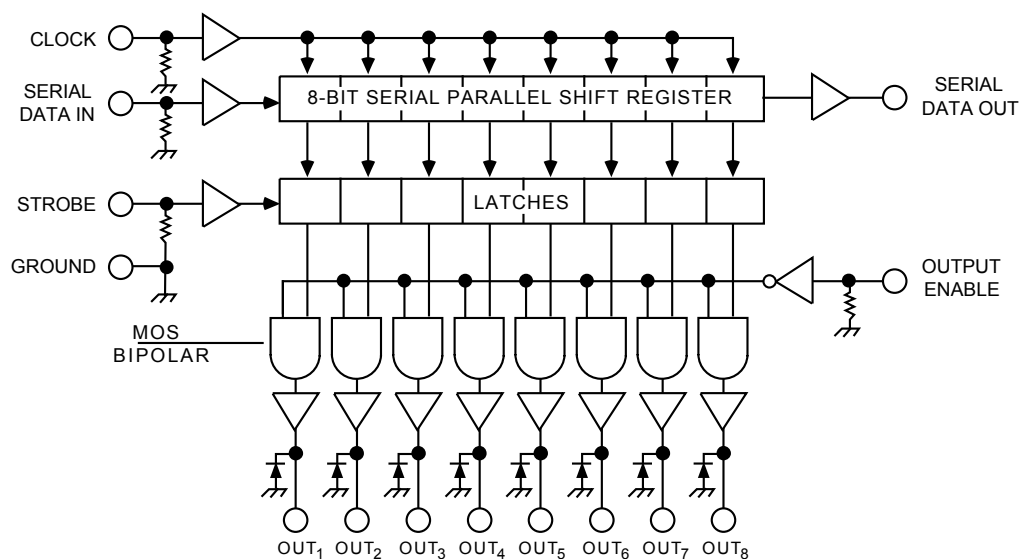 CLOCK
SERIAL
DATA IN
8-BIT SERIAL PARALLEL SHIFT REGISTER
SERIAL
DATA OUT
STROBE
LATCHES
GROUND
OUTPUT
ENABLE
MOS
BIPOLAR
OUT1 OUT2 OUT3 OUT4 OUT5 OUT6 OUT7 OUT8